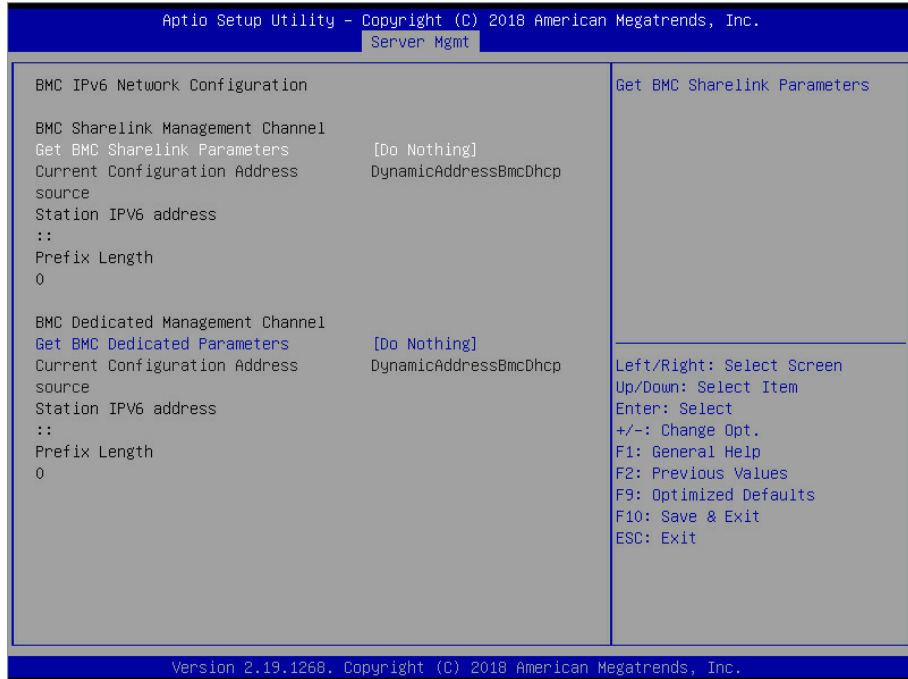 Aptio Setup Utility – Copyright (C) 2018 American Megatrends, Inc.
Server Mgmt
BMC IPv6 Network Configuration
BMC Sharelink Management Channel
Get BMC Sharelink Parameters [Do Nothing]
Current Configuration Address DynamicAddressBmcDhcp
source
Station IPV6 address
::
Prefix Length
0
BMC Dedicated Management Channel
Get BMC Dedicated Parameters [Do Nothing]
Current Configuration Address DynamicAddressBmcDhcp
source
Station IPV6 address
::
Prefix Length
0
Get BMC Sharelink Parameters
Left/Right: Select Screen
Up/Down: Select Item
Enter: Select
+/-: Change Opt.
F1: General Help
F2: Previous Values
F9: Optimized Defaults
F10: Save & Exit
ESC: Exit
Version 2.19.1268. Copyright (C) 2018 American Megatrends, Inc.